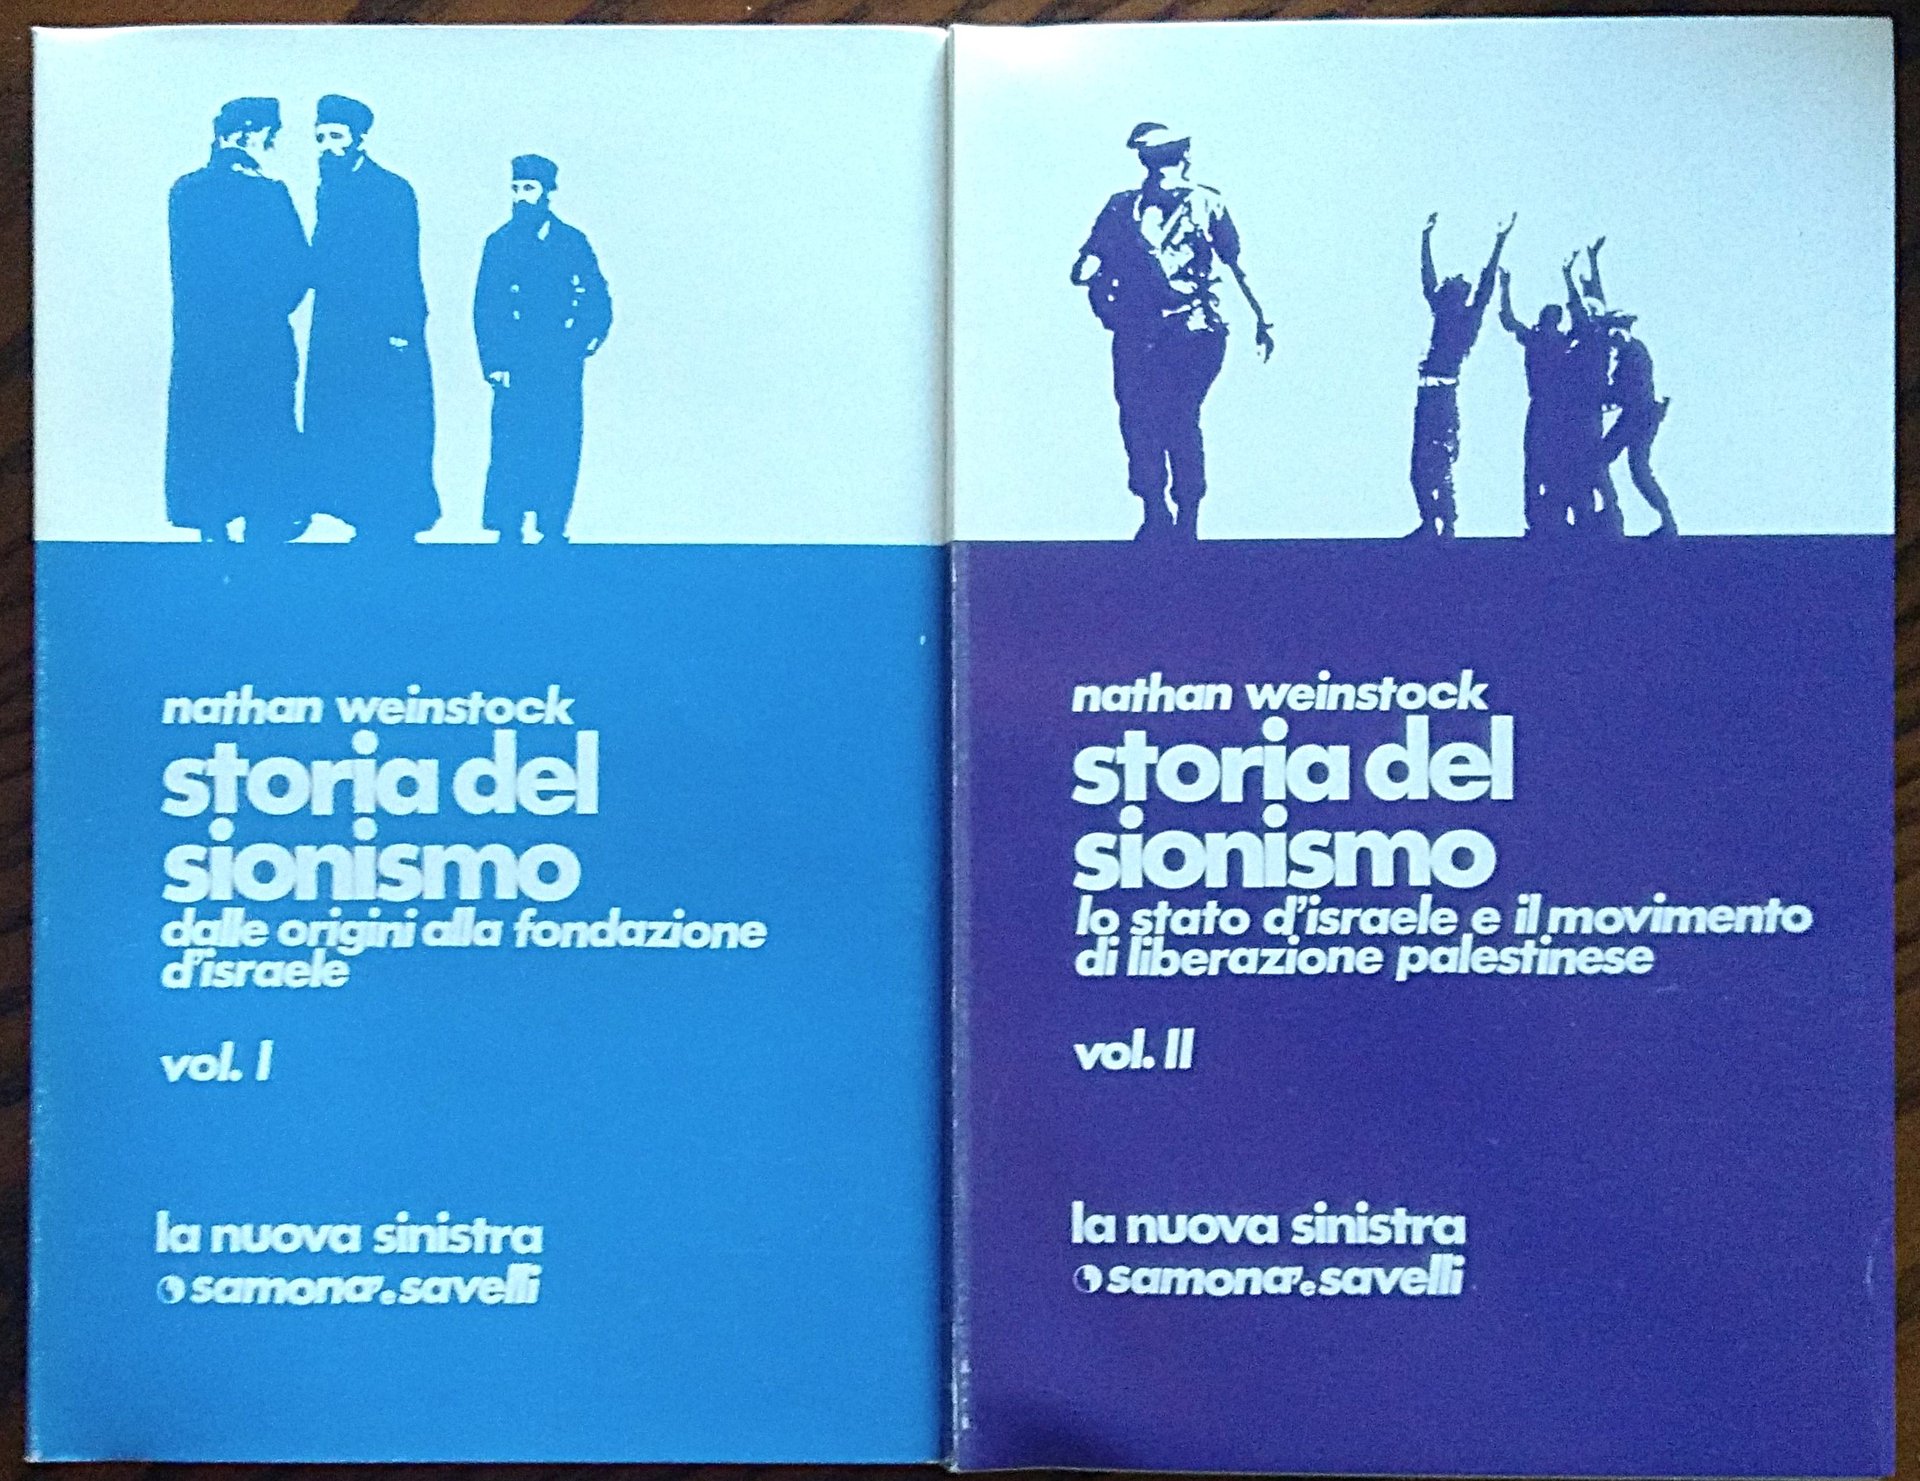 nathan weinstock
storia del
sionismo
dalle origini alla fondazione
d'israele
vol. I
la nuova sinistra
samonà e savelli
nathan weinstock
storia del
sionismo
lo stato d'israele e il movimento
di liberazione palestinese
vol. II
la nuova sinistra
samonà e savelli